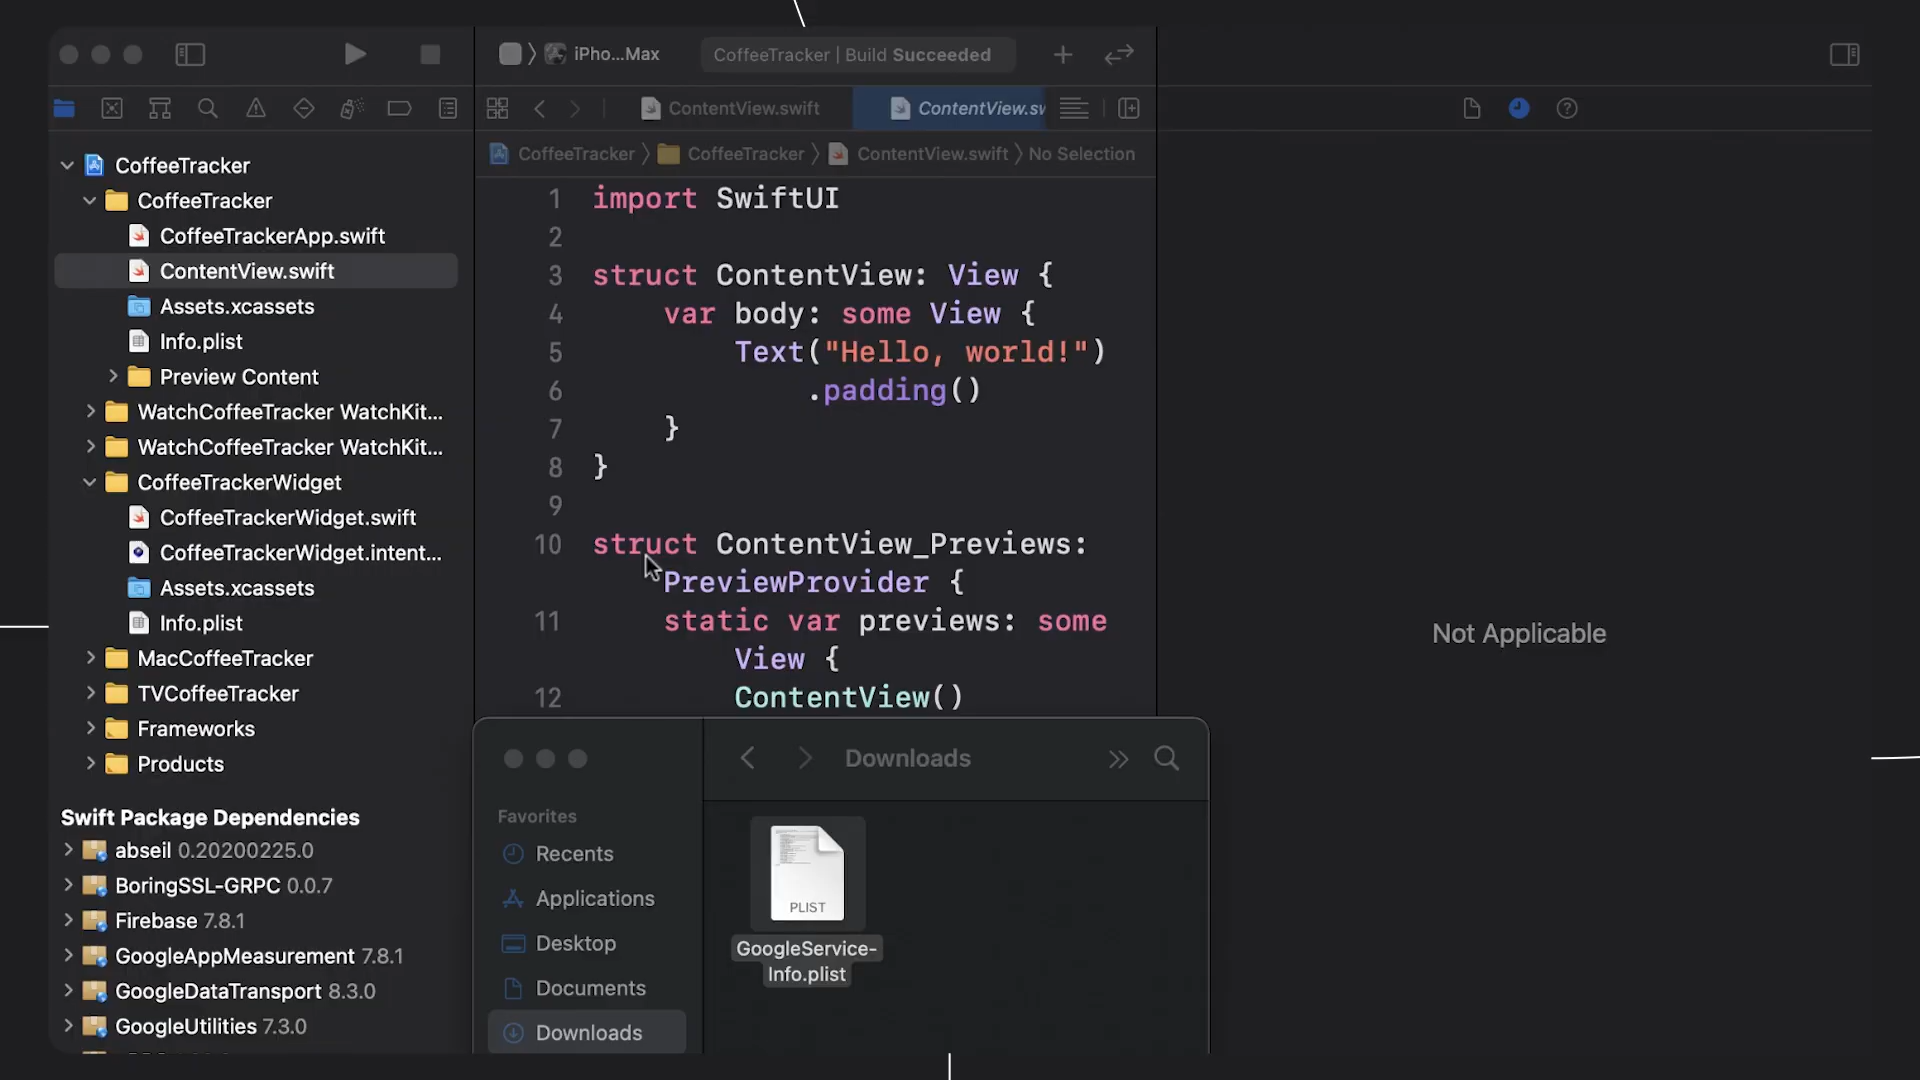 iPho...Max
CoffeeTracker | Build Succeeded
ContentView.swift
ContentView.sw
CoffeeTracker
CoffeeTracker
ContentView.swift
No Selection
CoffeeTracker
CoffeeTracker
CoffeeTrackerApp.swift
ContentView.swift
Assets.xcassets
Info.plist
Preview Content
WatchCoffeeTracker WatchKit...
WatchCoffeeTracker WatchKit...
CoffeeTrackerWidget
CoffeeTrackerWidget.swift
CoffeeTrackerWidget.intent...
Assets.xcassets
Info.plist
MacCoffeeTracker
TVCoffeeTracker
Frameworks
Products
Swift Package Dependencies
abseil 0.20200225.0
BoringSSL-GRPC 0.0.7
Firebase 7.8.1
GoogleAppMeasurement 7.8.1
GoogleDataTransport 8.3.0
GoogleUtilities 7.3.0
1 import SwiftUI
2
3 struct ContentView: View {
4 var body: some View {
5 Text("Hello, world!")
6 .padding()
7 }
8 }
9
10 struct ContentView_Previews:
PreviewProvider {
11 static var previews: some
View {
12 ContentView()
Not Applicable
Downloads
Favorites
Recents
Applications
Desktop
Documents
Downloads
PLIST
GoogleService-
Info.plist